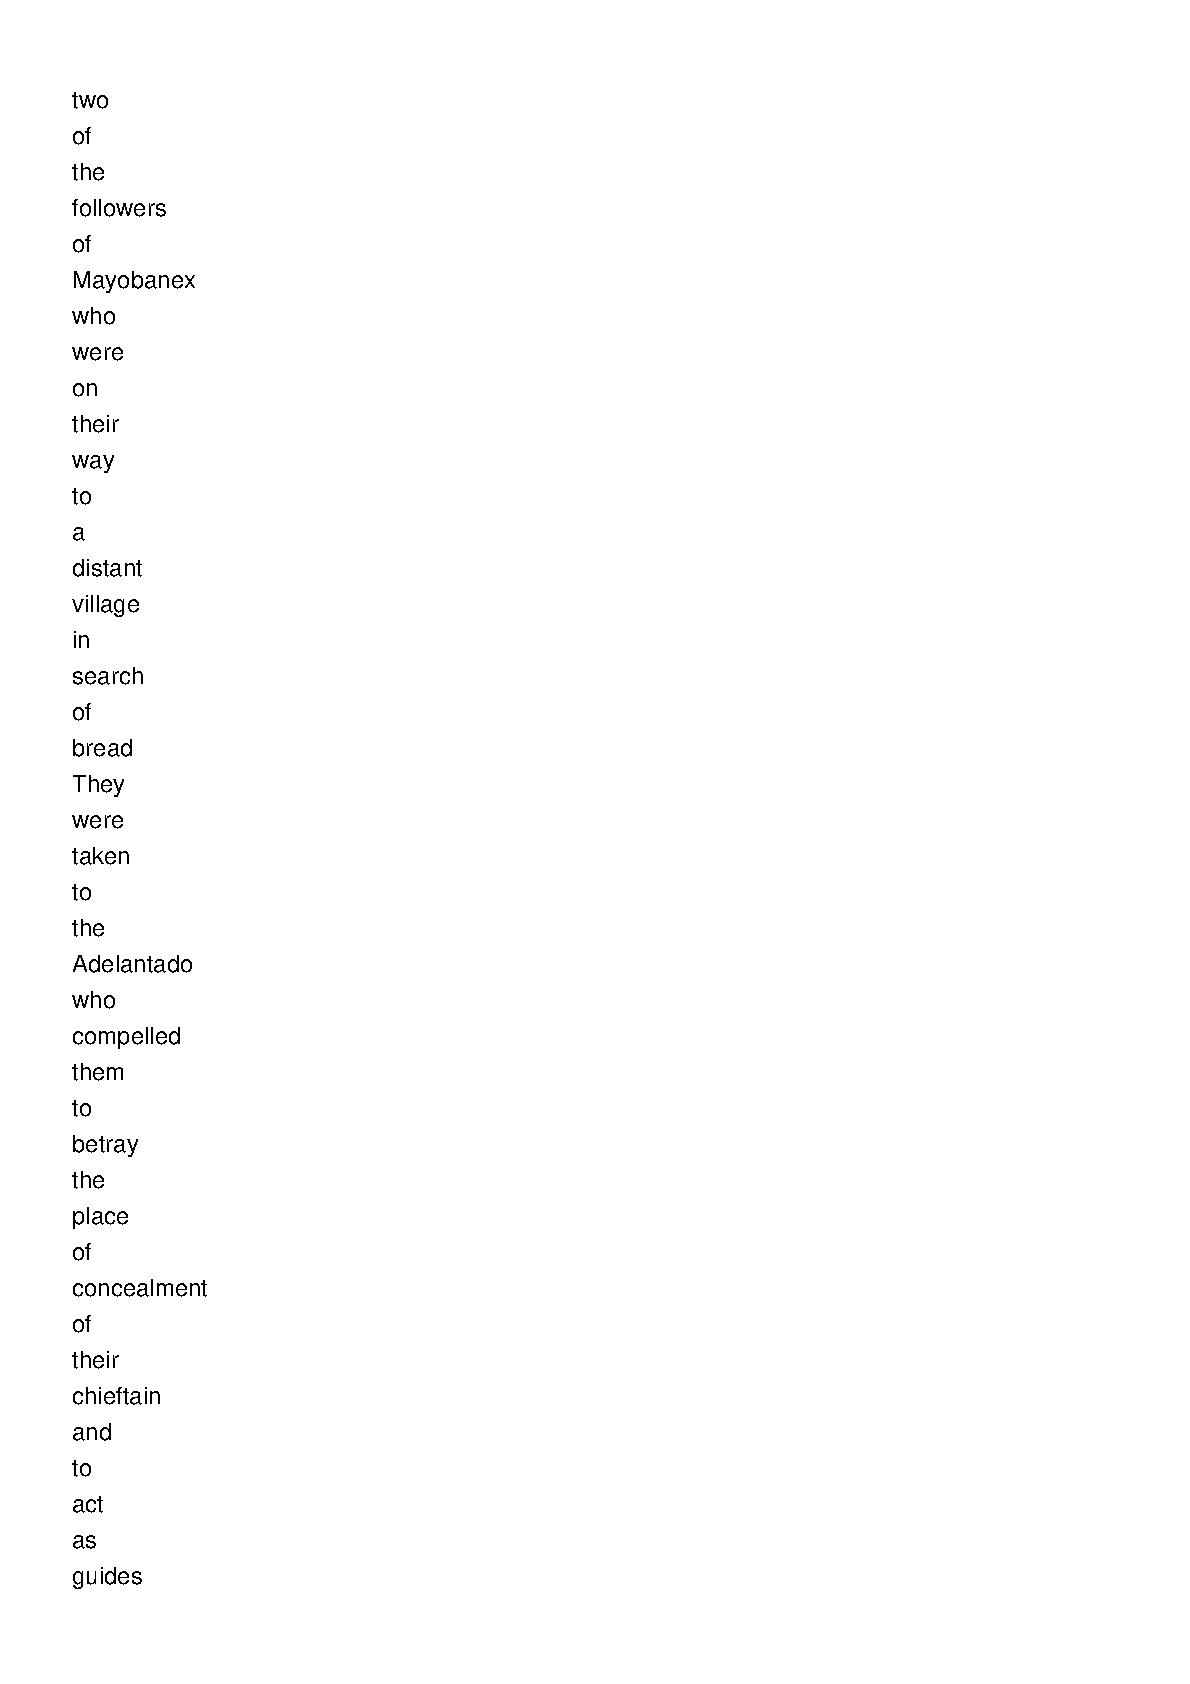 two
of
the
followers
of
Mayobanex
who
were
on
their
way
to
a
distant
village
in
search
of
bread
They
were
taken
to
the
Adelantado
who
compelled
them
to
betray
the
place
of
concealment
of
their
chieftain
and
to
act
as
guides